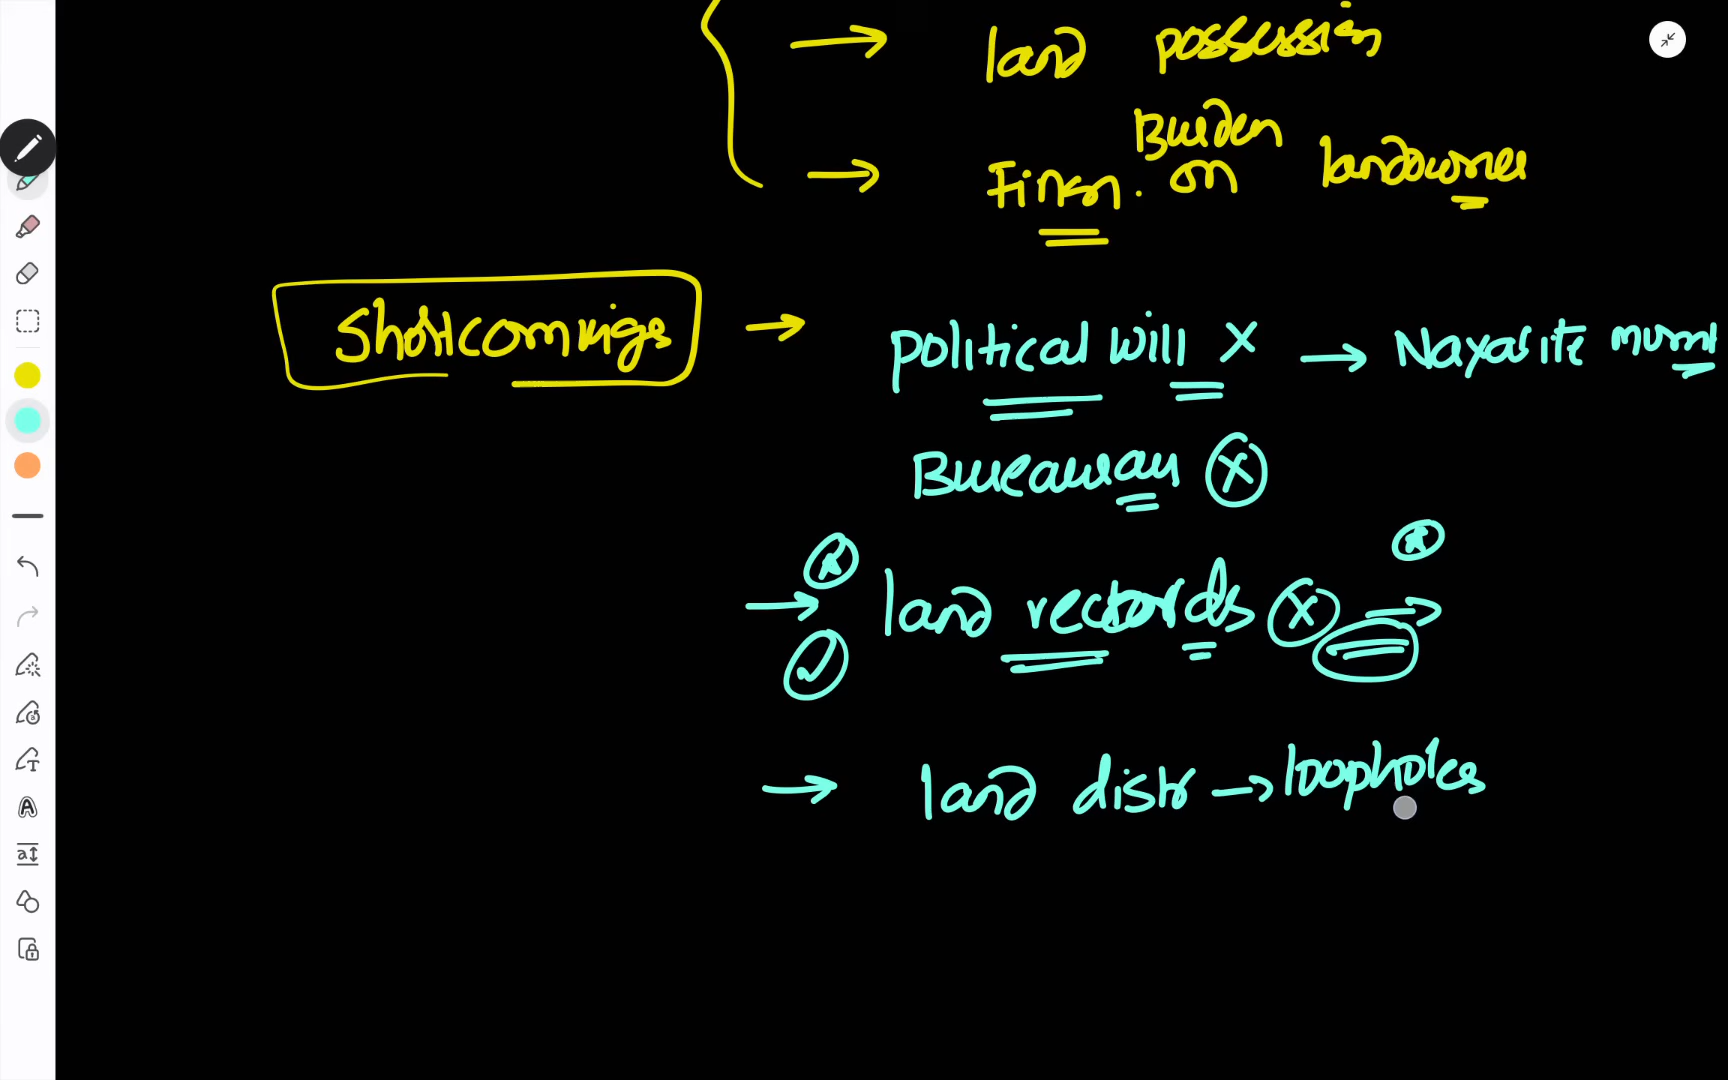 land possession
Burden
Finan. on landowner
Shortcomings → political will X → Naxalite mvmt
Bureaucracy X
→ land records X →
→ land distr → loopholes